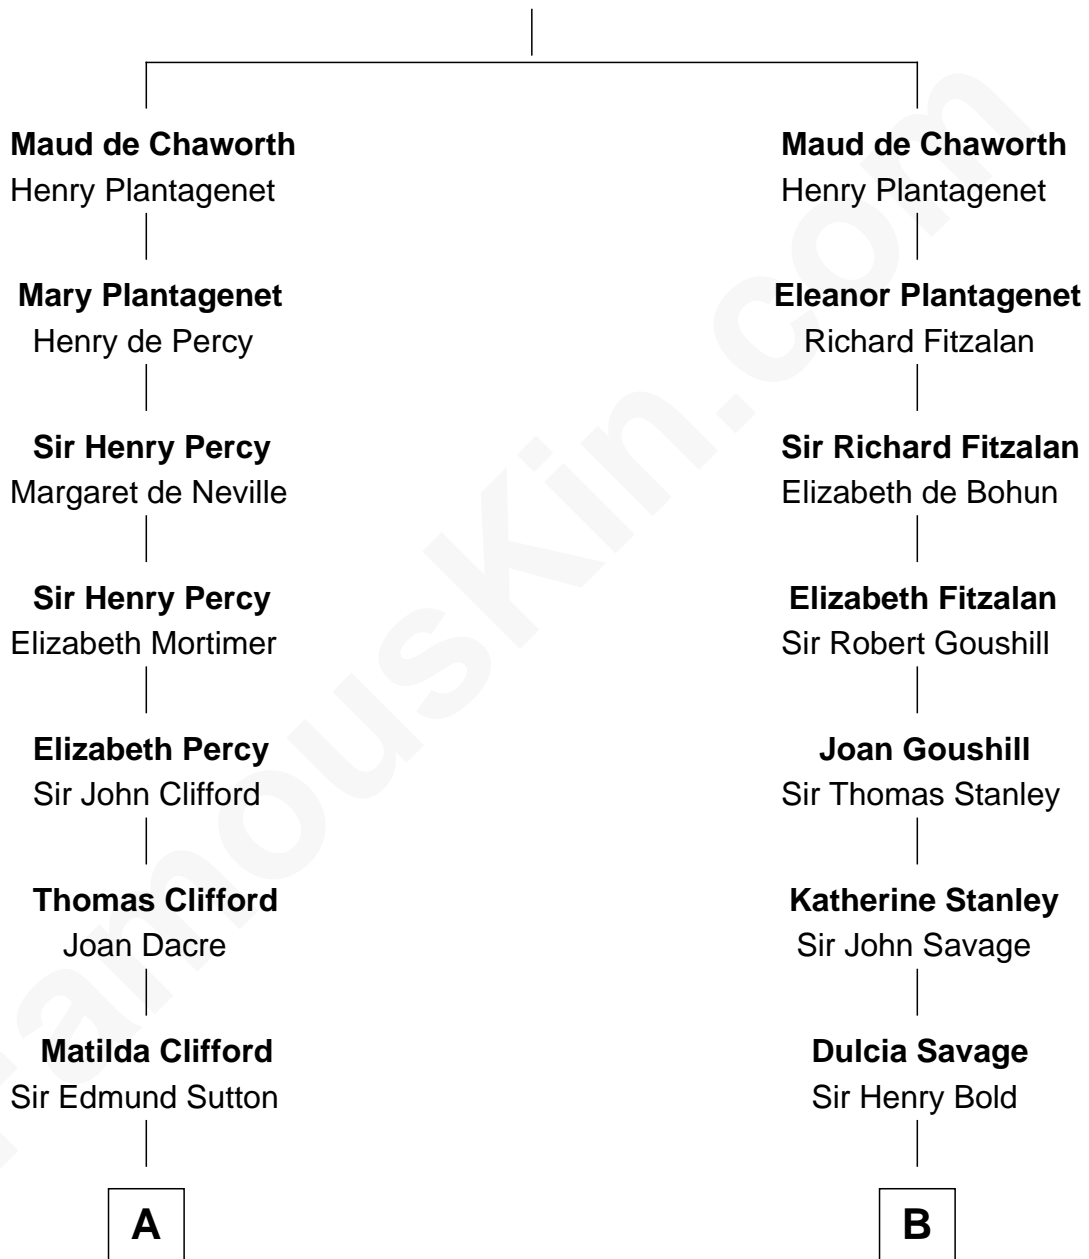 Maud de Chaworth
Henry Plantagenet
Mary Plantagenet
Henry de Percy
Sir Henry Percy
Margaret de Neville
Sir Henry Percy
Elizabeth Mortimer
Elizabeth Percy
Sir John Clifford
Thomas Clifford
Joan Dacre
Matilda Clifford
Sir Edmund Sutton
A
Maud de Chaworth
Henry Plantagenet
Eleanor Plantagenet
Richard Fitzalan
Sir Richard Fitzalan
Elizabeth de Bohun
Elizabeth Fitzalan
Sir Robert Goushill
Joan Goushill
Sir Thomas Stanley
Katherine Stanley
Sir John Savage
Dulcia Savage
Sir Henry Bold
B
FamousKin.com